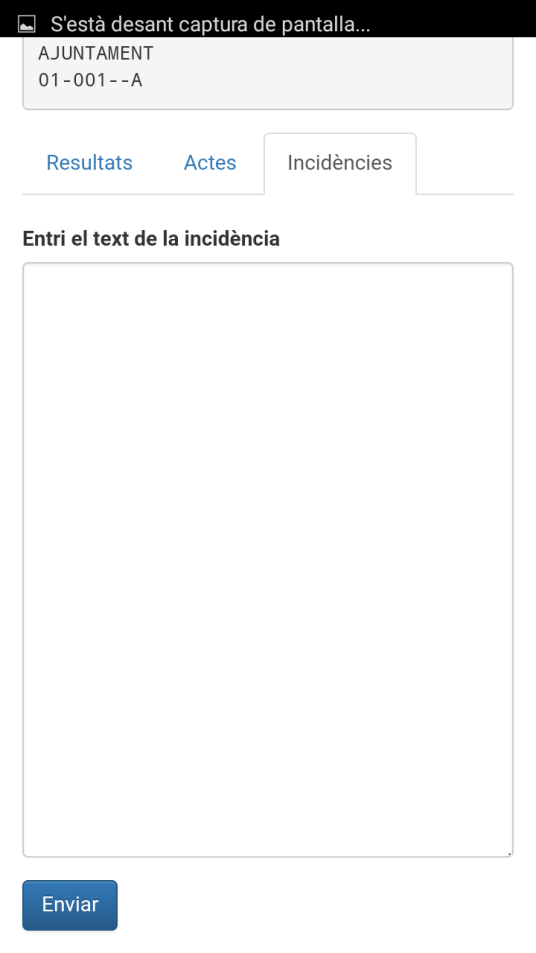 S'està desant captura de pantalla...
AJUNTAMENT
01-001--A
Resultats Actes Incidències
Entri el text de la incidència
Enviar